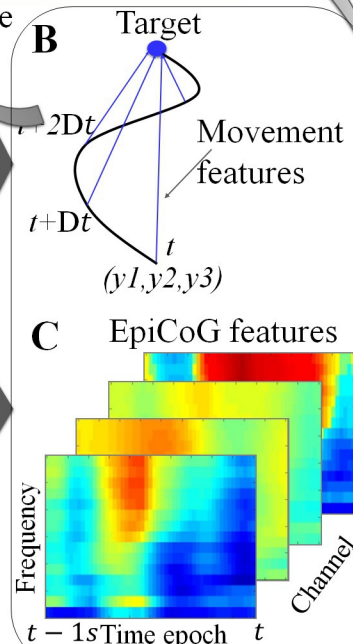 e
B
Target
t+2Dt
Movement
features
t+Dt
t
(y1,y2,y3)
C
EpiCoG features
Frequency
Channel
t − 1s Time epoch t